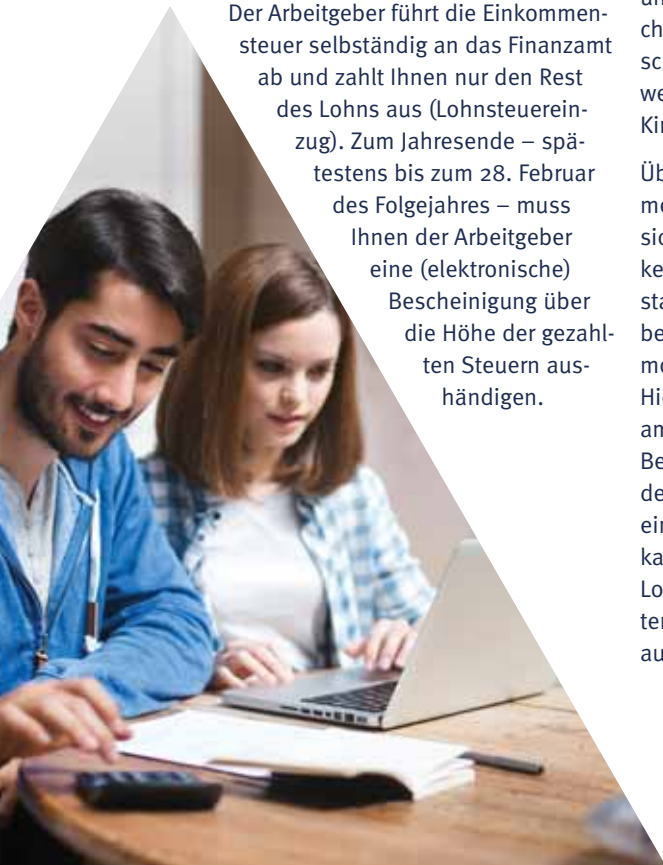 Der Arbeitgeber führt die Einkommen-
steuer selbständig an das Finanzamt
ab und zahlt Ihnen nur den Rest
des Lohns aus (Lohnsteuerein-
zug). Zum Jahresende – spä-
testens bis zum 28. Februar
des Folgejahres – muss
Ihnen der Arbeitgeber
eine (elektronische)
Bescheinigung über
die Höhe der gezahl-
ten Steuern aus-
händigen.